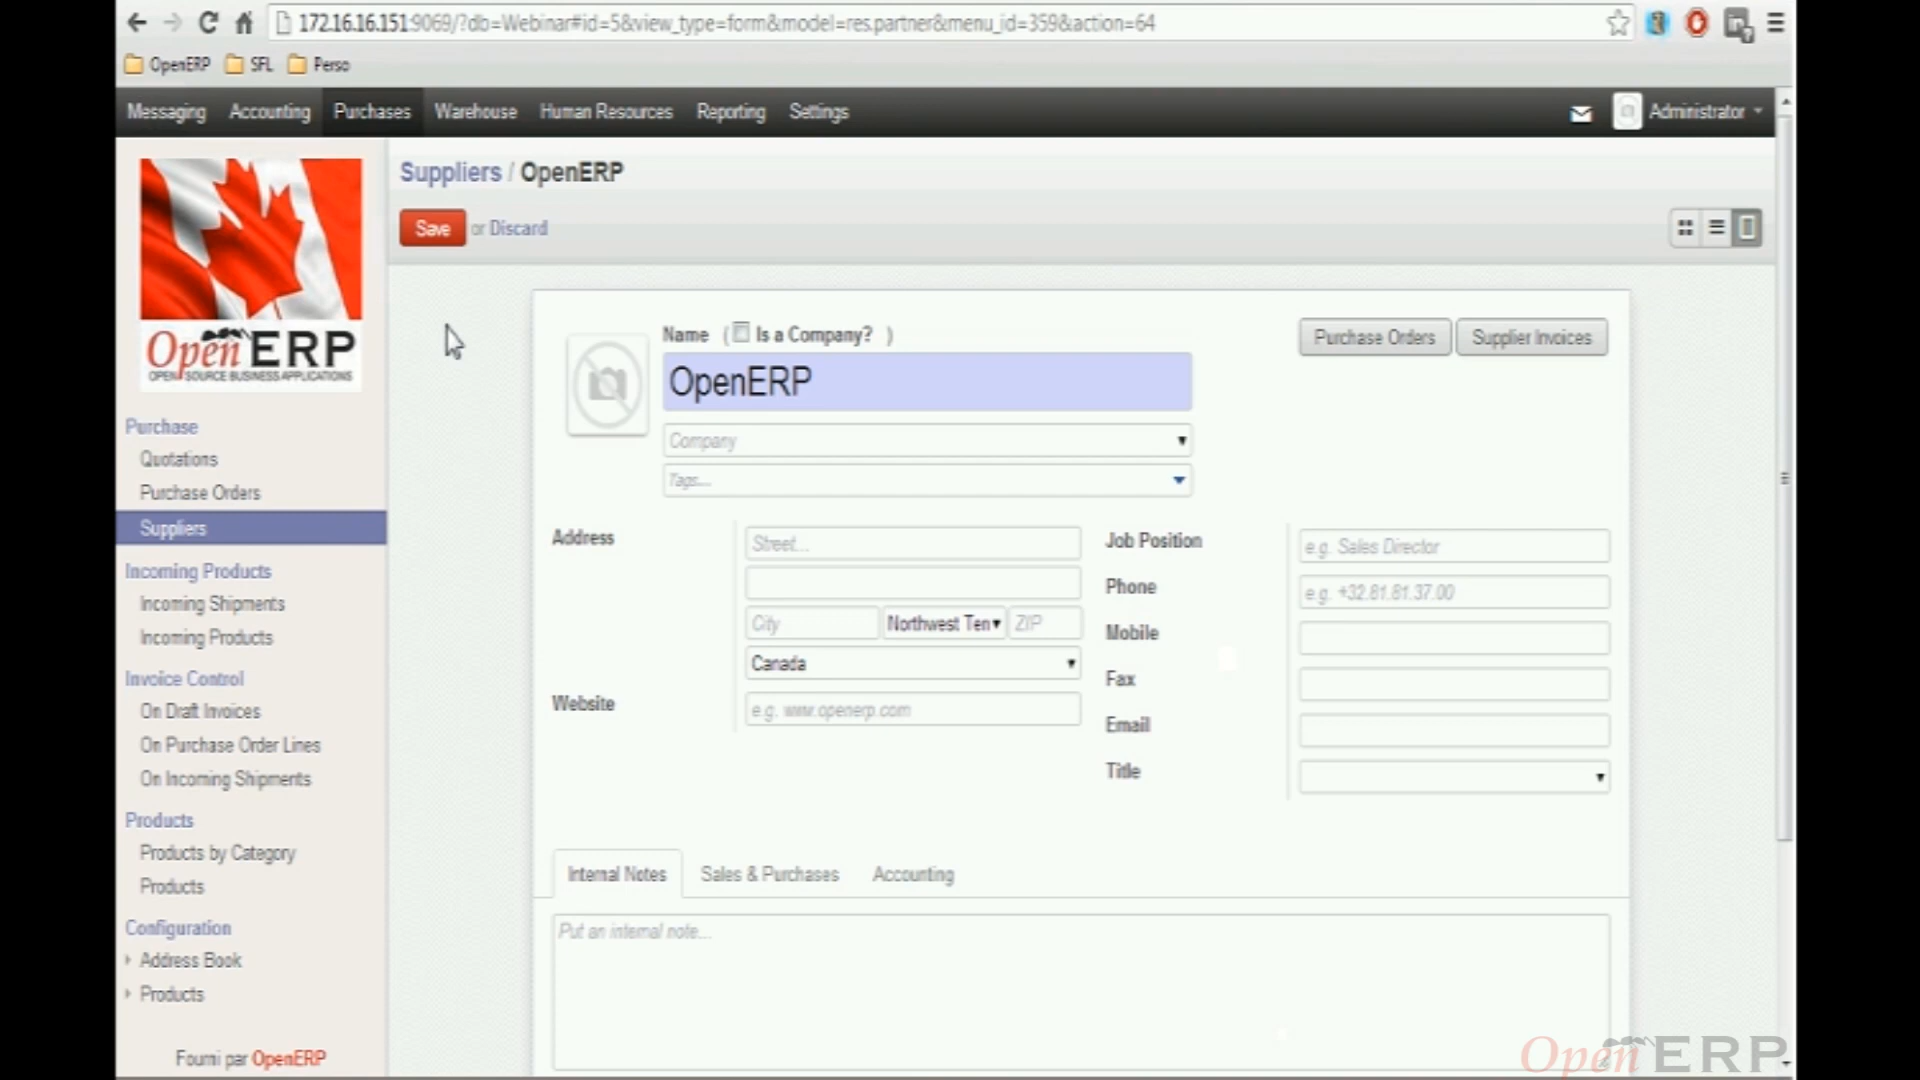 172.16.16.151:9069/?db=Webinar#id=5&view_type=form&model=res.partner&menu_id=359&action=64
OpenERP SFL Perso
Messaging Accounting Purchases Warehouse Human Resources Reporting Settings Administrator
Suppliers / OpenERP
Save or Discard
OpenERP
OPEN SOURCE BUSINESS APPLICATIONS
Purchase
Quotations
Purchase Orders
Suppliers
Incoming Products
Incoming Shipments
Incoming Products
Invoice Control
On Draft Invoices
On Purchase Order Lines
On Incoming Shipments
Products
Products by Category
Products
Configuration
Address Book
Products
Fourni par OpenERP
Name ( Is a Company? )
Purchase Orders Supplier Invoices
OpenERP
Company
Tags...
Address
Street...
City Northwest Ten ZIP
Canada
Website e.g. www.openerp.com
Job Position e.g. Sales Director
Phone e.g. +32.81.81.37.00
Mobile
Fax
Email
Title
Internal Notes Sales & Purchases Accounting
Put an internal note...
OpenERP